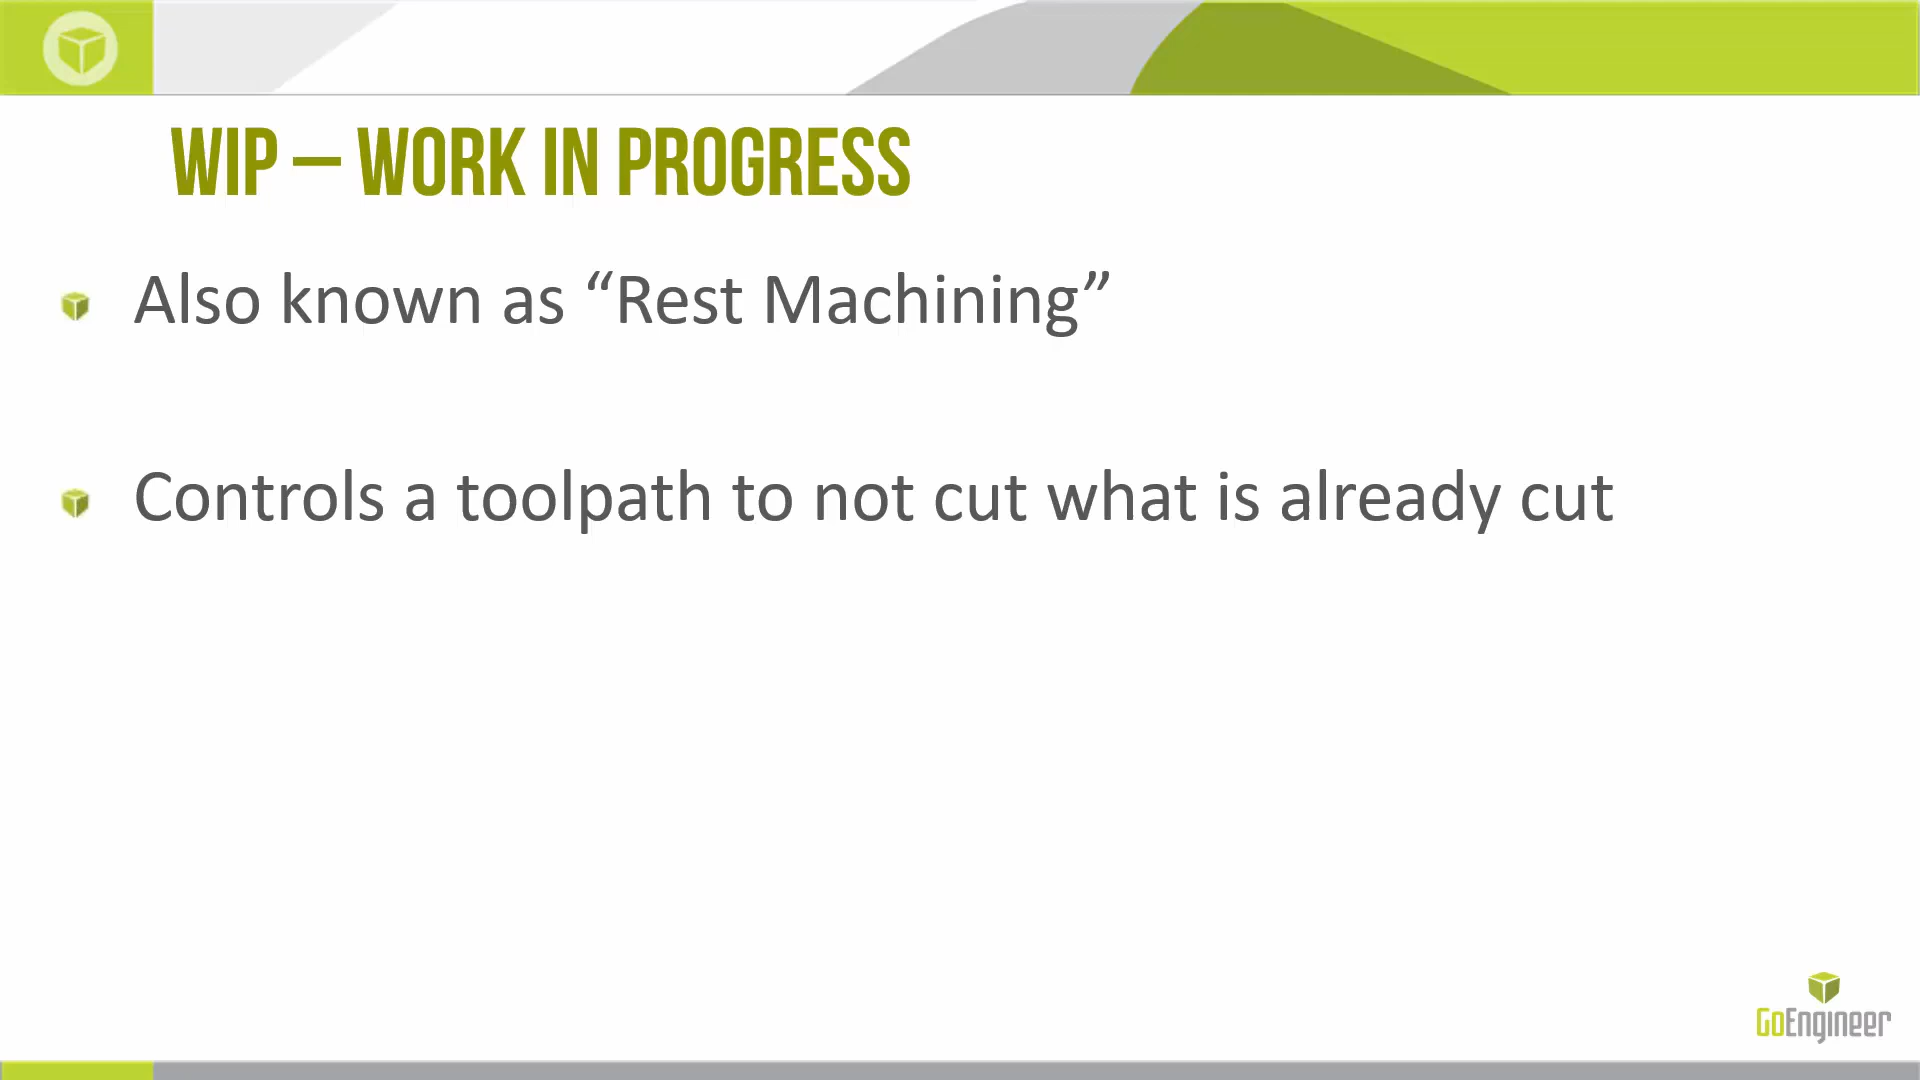 WIP – WORK IN PROGRESS
Also known as “Rest Machining”
Controls a toolpath to not cut what is already cut
GoEngineer